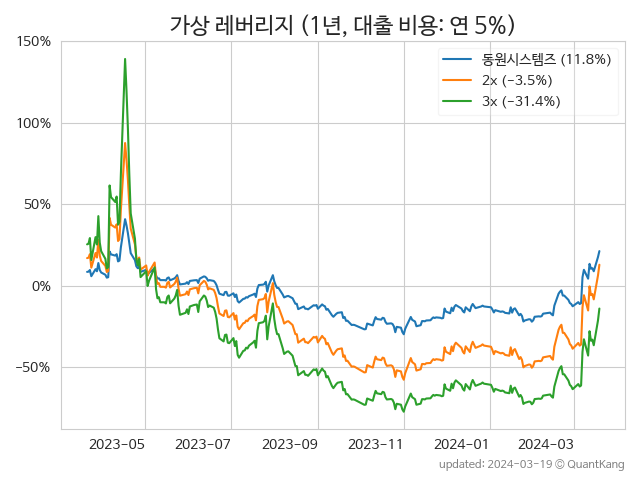 가상 레버리지 (1년, 대출 비용: 연 5%)
동원시스템즈 (11.8%)
2x (−3.5%)
3x (−31.4%)
150%
100%
50%
0%
−50%
2023−05 2023−07 2023−09 2023−11 2024−01 2024−03
updated: 2024-03-19 © QuantKang